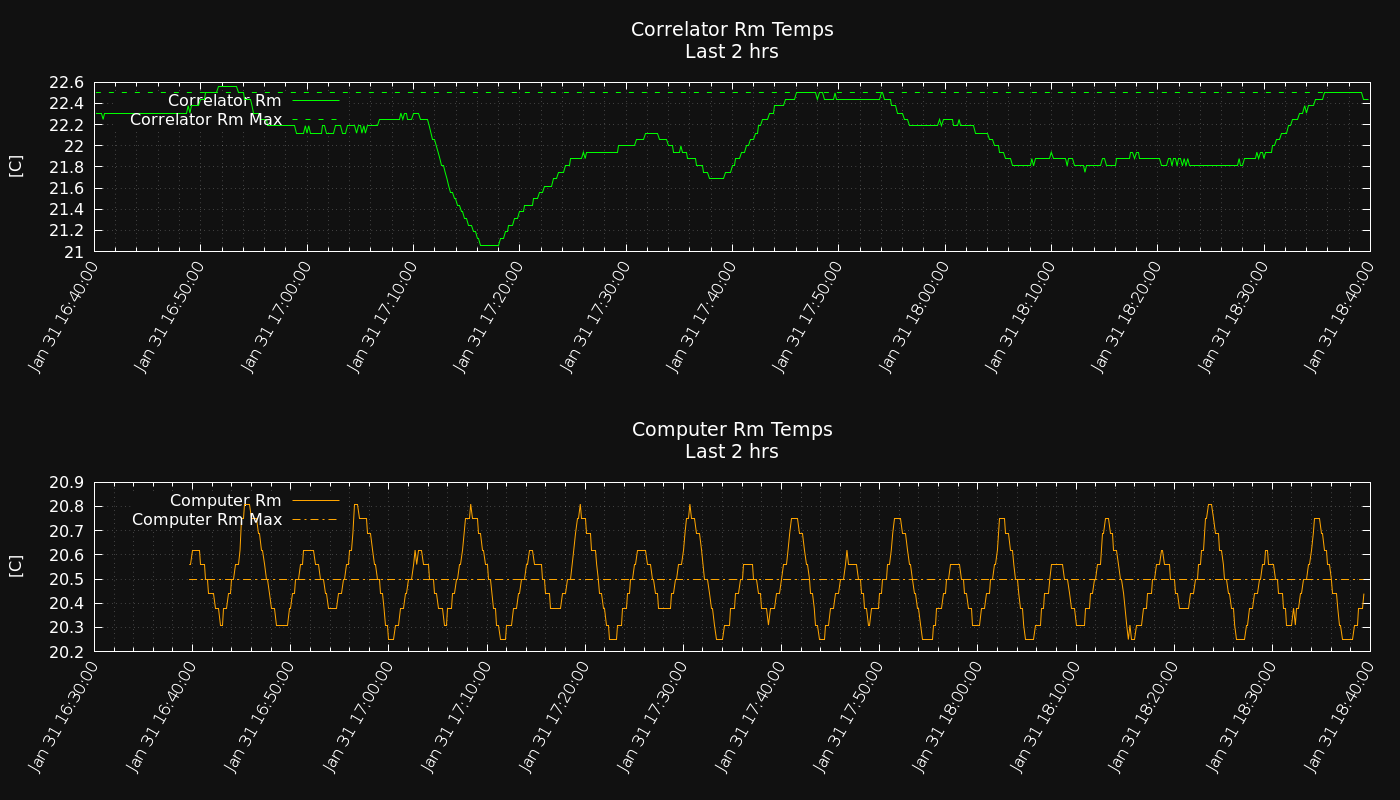 Correlator Rm Temps
Last 2 hrs
22.6
22.4
22.2
22
21.8
21.6
21.4
21.2
21
[C]
Correlator Rm
Correlator Rm Max
Jan 31 16:40:00
Jan 31 16:50:00
Jan 31 17:00:00
Jan 31 17:10:00
Jan 31 17:20:00
Jan 31 17:30:00
Jan 31 17:40:00
Jan 31 17:50:00
Jan 31 18:00:00
Jan 31 18:10:00
Jan 31 18:20:00
Jan 31 18:30:00
Jan 31 18:40:00
Computer Rm Temps
Last 2 hrs
20.9
20.8
20.7
20.6
20.5
20.4
20.3
20.2
[C]
Computer Rm
Computer Rm Max
Jan 31 16:30:00
Jan 31 16:40:00
Jan 31 16:50:00
Jan 31 17:00:00
Jan 31 17:10:00
Jan 31 17:20:00
Jan 31 17:30:00
Jan 31 17:40:00
Jan 31 17:50:00
Jan 31 18:00:00
Jan 31 18:10:00
Jan 31 18:20:00
Jan 31 18:30:00
Jan 31 18:40:00